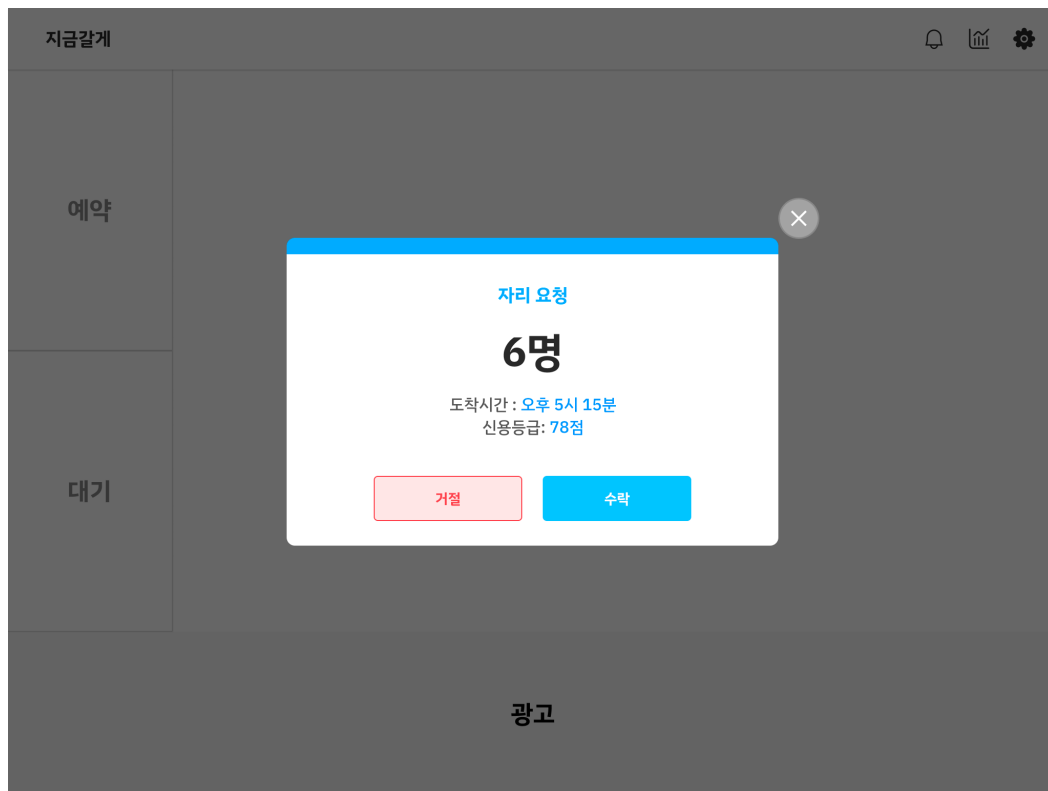 지금갈게
예약
자리 요청
6명
도착시간 : 오후 5시 15분
신용등급: 78점
거절
수락
대기
광고